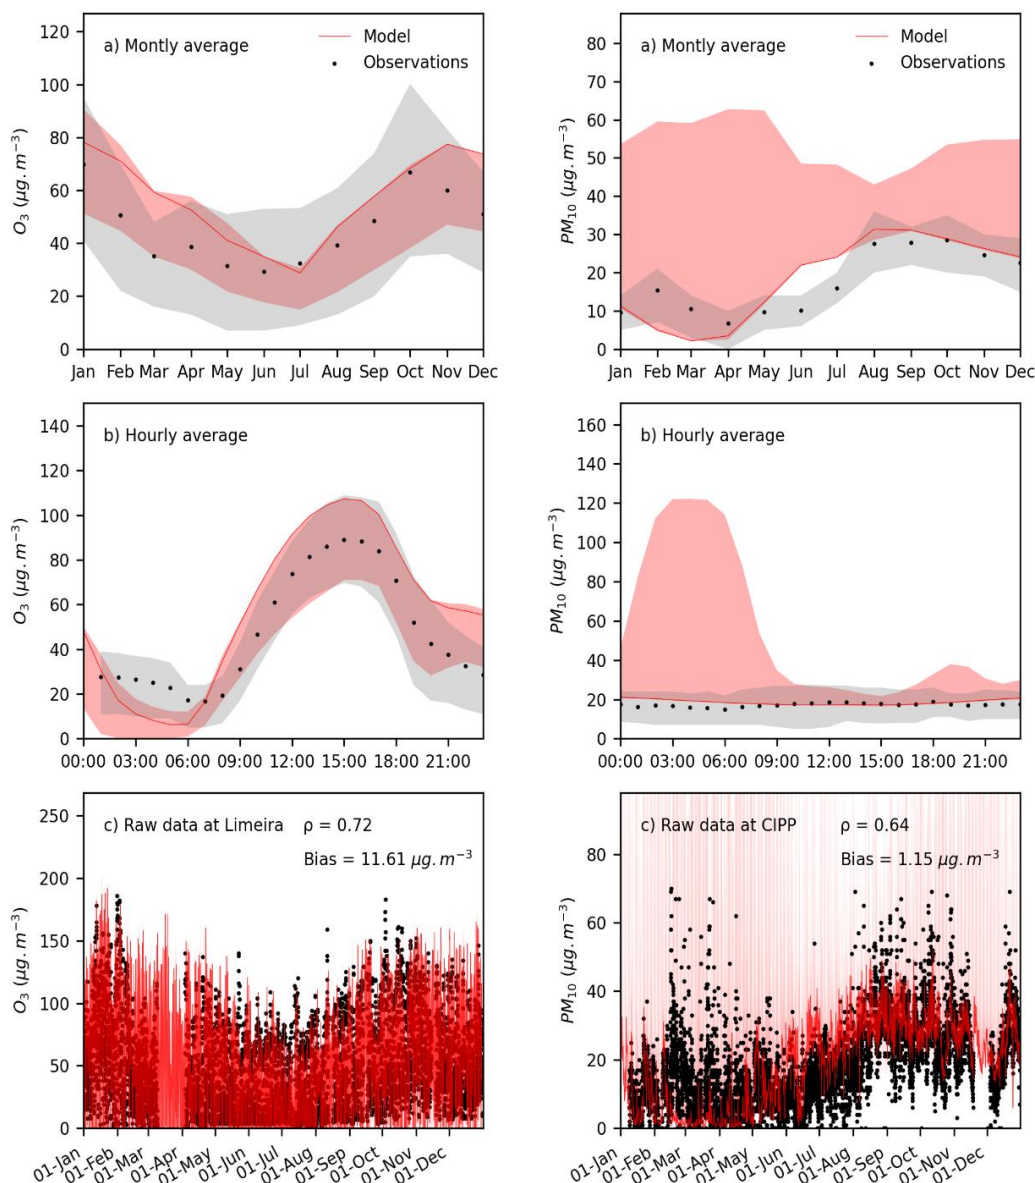 a) Montly average
Model
Observations
O₃ (μg.m⁻³)
120
100
80
60
40
20
0
Jan Feb Mar Apr May Jun Jul Aug Sep Oct Nov Dec
a) Montly average
Model
Observations
PM₁₀ (μg.m⁻³)
80
70
60
50
40
30
20
10
0
Jan Feb Mar Apr May Jun Jul Aug Sep Oct Nov Dec
b) Hourly average
O₃ (μg.m⁻³)
140
120
100
80
60
40
20
0
00:00 03:00 06:00 09:00 12:00 15:00 18:00 21:00
b) Hourly average
PM₁₀ (μg.m⁻³)
160
140
120
100
80
60
40
20
0
00:00 03:00 06:00 09:00 12:00 15:00 18:00 21:00
c) Raw data at Limeira ρ = 0.72
Bias = 11.61 μg.m⁻³
O₃ (μg.m⁻³)
250
200
150
100
50
0
01-Jan 01-Feb 01-Mar 01-Apr 01-May 01-Jun 01-Jul 01-Aug 01-Sep 01-Oct 01-Nov 01-Dec
c) Raw data at CIPP ρ = 0.64
Bias = 1.15 μg.m⁻³
PM₁₀ (μg.m⁻³)
80
60
40
20
0
01-Jan 01-Feb 01-Mar 01-Apr 01-May 01-Jun 01-Jul 01-Aug 01-Sep 01-Oct 01-Nov 01-Dec